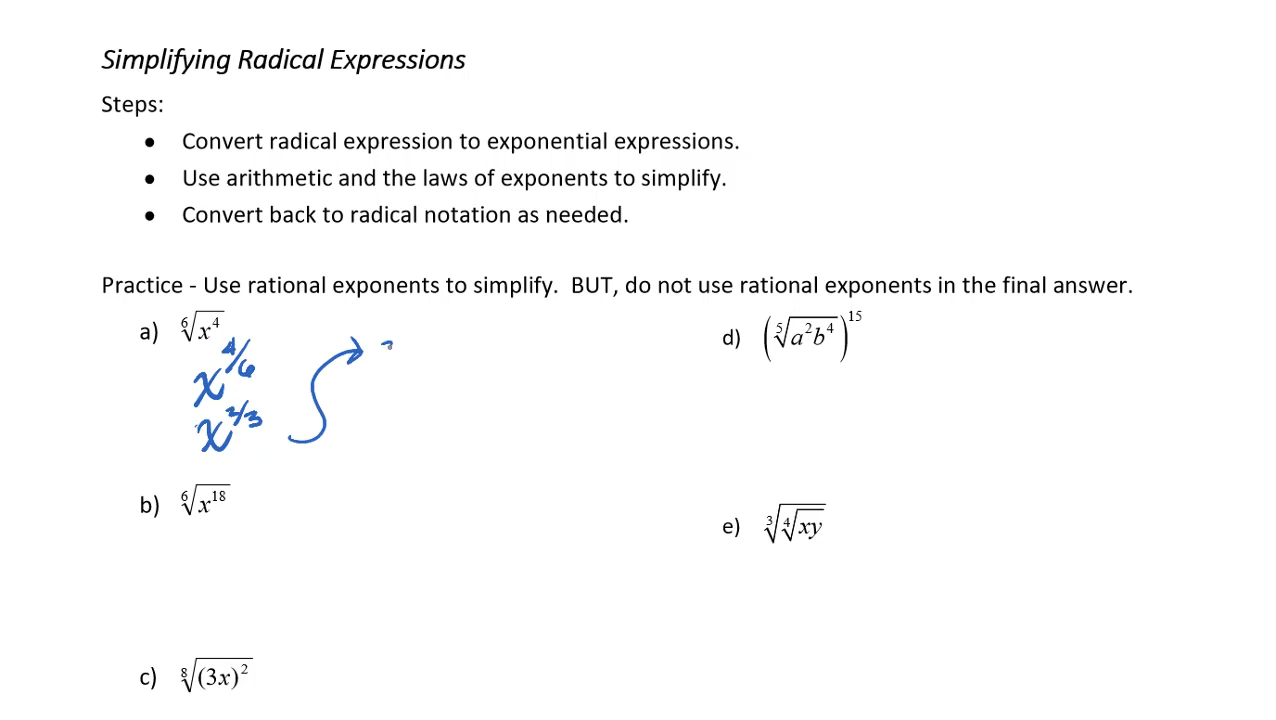 Simplifying Radical Expressions
Steps:
• Convert radical expression to exponential expressions.
• Use arithmetic and the laws of exponents to simplify.
• Convert back to radical notation as needed.
Practice - Use rational exponents to simplify.  BUT, do not use rational exponents in the final answer.
a) ⁶√x⁴
x^4/6
x^2/3
b) ⁶√x¹⁸
c) ⁸√(3x)²
d) (⁵√a²b⁴)¹⁵
e) ³√⁴√xy